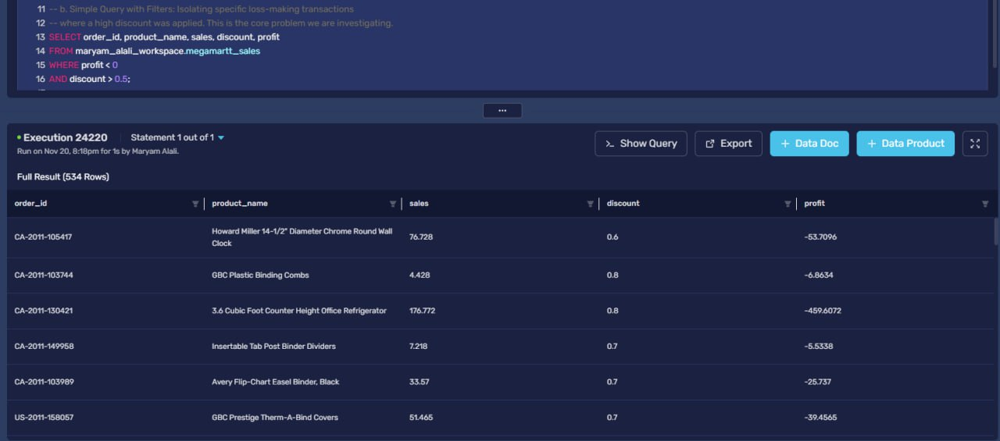 11 -- b. Simple Query with Filters: Isolating specific loss-making transactions
12 -- where a high discount was applied. This is the core problem we are investigating.
13 SELECT order_id, product_name, sales, discount, profit
14 FROM maryam_alali_workspace.megamartt_sales
15 WHERE profit < 0
16 AND discount > 0.5;
...
Execution 24220 Statement 1 out of 1
Run on Nov 20, 8:18pm for 1s by Maryam Alali.
Show Query Export + Data Doc + Data Product
Full Result (534 Rows)
order_id product_name sales discount profit
CA-2011-105417 Howard Miller 14-1/2" Diameter Chrome Round Wall Clock 76.728 0.6 -53.7096
CA-2011-103744 GBC Plastic Binding Combs 4.428 0.8 -6.8634
CA-2011-130421 3.6 Cubic Foot Counter Height Office Refrigerator 176.772 0.8 -459.6072
CA-2011-149958 Insertable Tab Post Binder Dividers 7.218 0.7 -5.5338
CA-2011-103989 Avery Flip-Chart Easel Binder, Black 33.57 0.7 -25.737
US-2011-158057 GBC Prestige Therm-A-Bind Covers 51.465 0.7 -39.4565